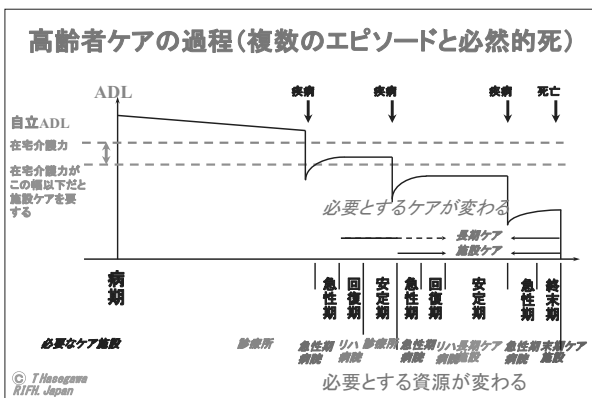 高齢者ケアの過程(複数のエピソードと必然的死)
ADL
疾病
疾病
疾病
死亡
自立ADL
在宅介護力
在宅介護力が
この幅以下だと
施設ケアを要
する
必要とするケアが変わる
長期ケア
施設ケア
病期
急性期
回復期
安定期
急性期
回復期
安定期
急性期
終末期
必要なケア施設
診療所
急性期
病院
リハ
病院
診療所
急性期
病院
リハ
病院
長期ケア
施設
急性期
病院
末期ケア
施設
© T Hasegawa
RIFH. Japan
必要とする資源が変わる